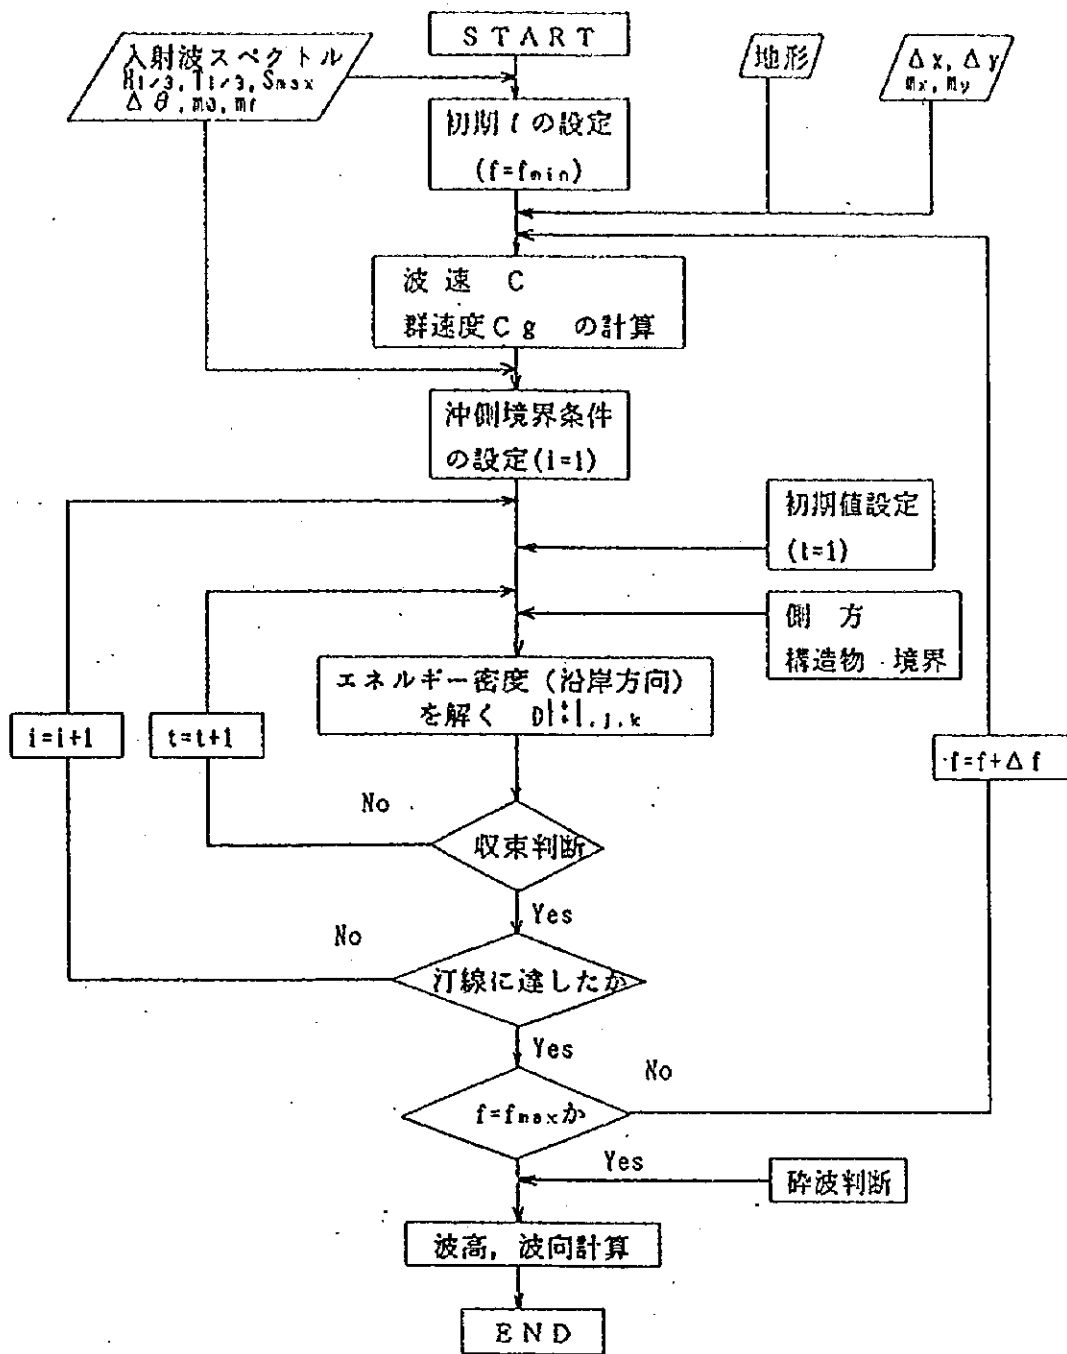 START
入射波スペクトル
H1/3, T1/3, Smax
Δθ, mθ, mf
地形
Δx, Δy
mx, my
初期fの設定
(f=fmin)
波速 C
群速度Cg の計算
沖側境界条件
の設定(i=1)
初期値設定
(t=1)
側方
構造物 境界
エネルギー密度(沿岸方向)
を解く
i=i+1
t=t+1
f=f+Δf
No
収束判断
Yes
No
汀線に達したか
Yes
No
f=fmaxか
Yes
砕波判断
波高, 波向計算
END